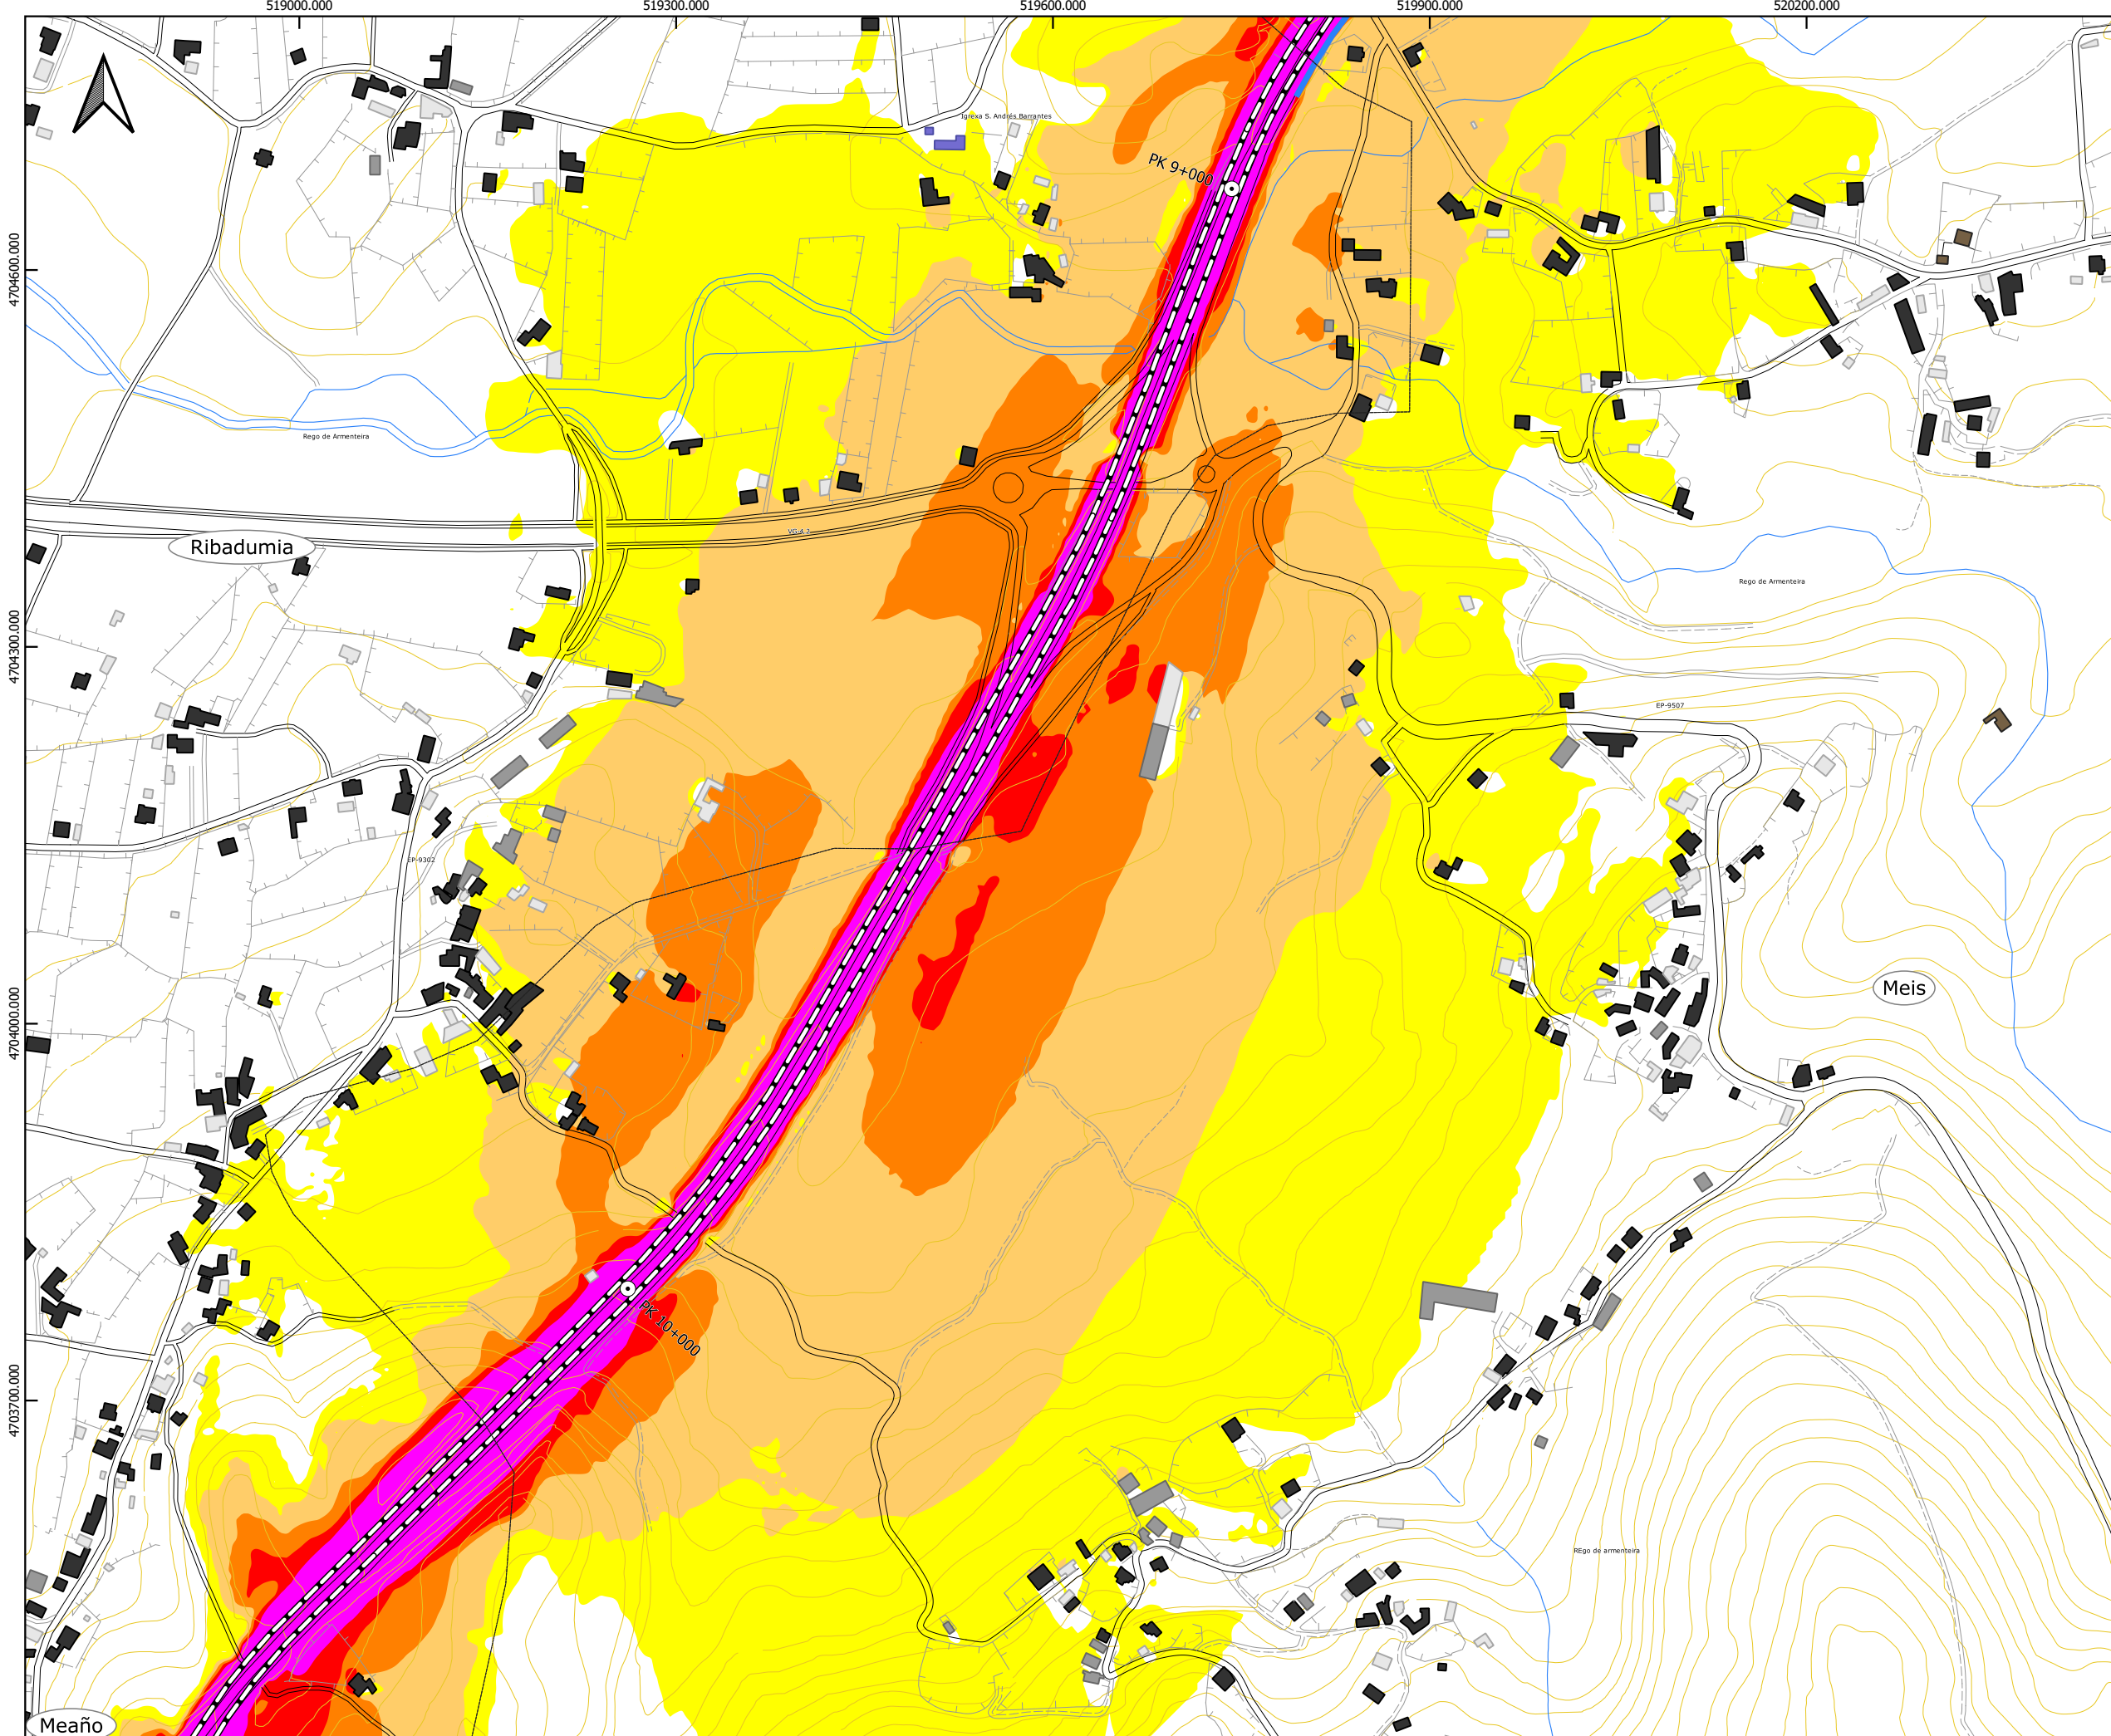 519000.000
519300.000
519600.000
519900.000
520200.000
Igrexa S. Andrés Barrantes
PK 9+000
4704600.000
Rego de Armenteira
VG-4.2
Ribadumia
Rego de Armenteira
4704300.000
EP-9507
EP-9302
Meis
4704000.000
PK 10+000
4703700.000
REgo de armenteira
Meaño